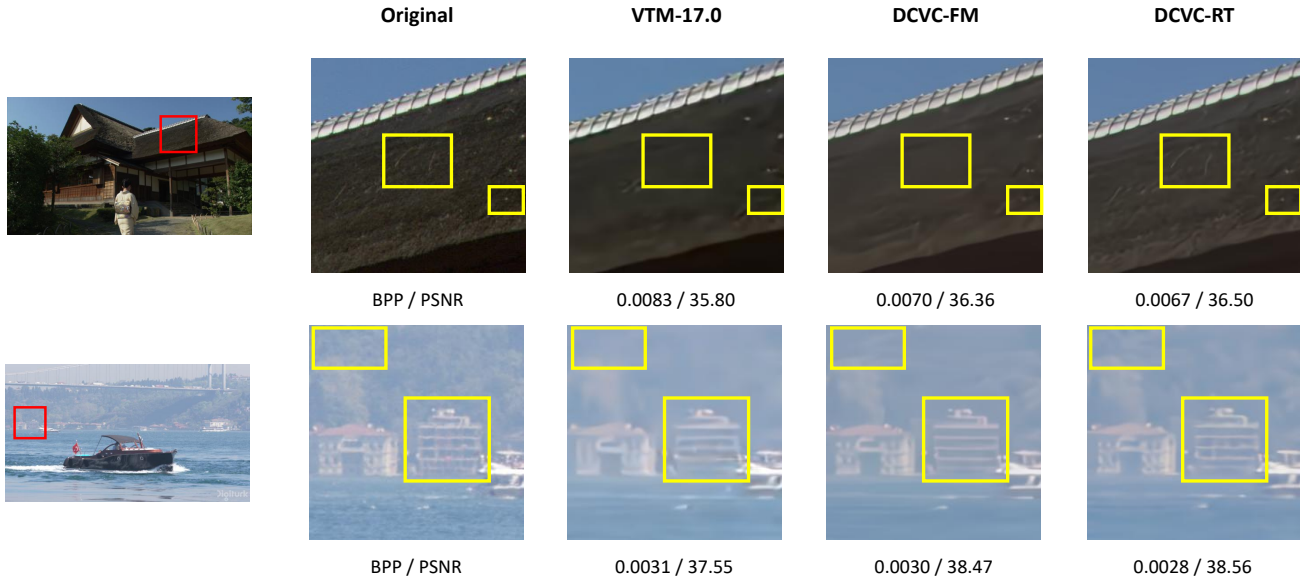 Original VTM-17.0 DCVC-FM DCVC-RT
BPP / PSNR 0.0083 / 35.80 0.0070 / 36.36 0.0067 / 36.50
Digiturk
BPP / PSNR 0.0031 / 37.55 0.0030 / 38.47 0.0028 / 38.56